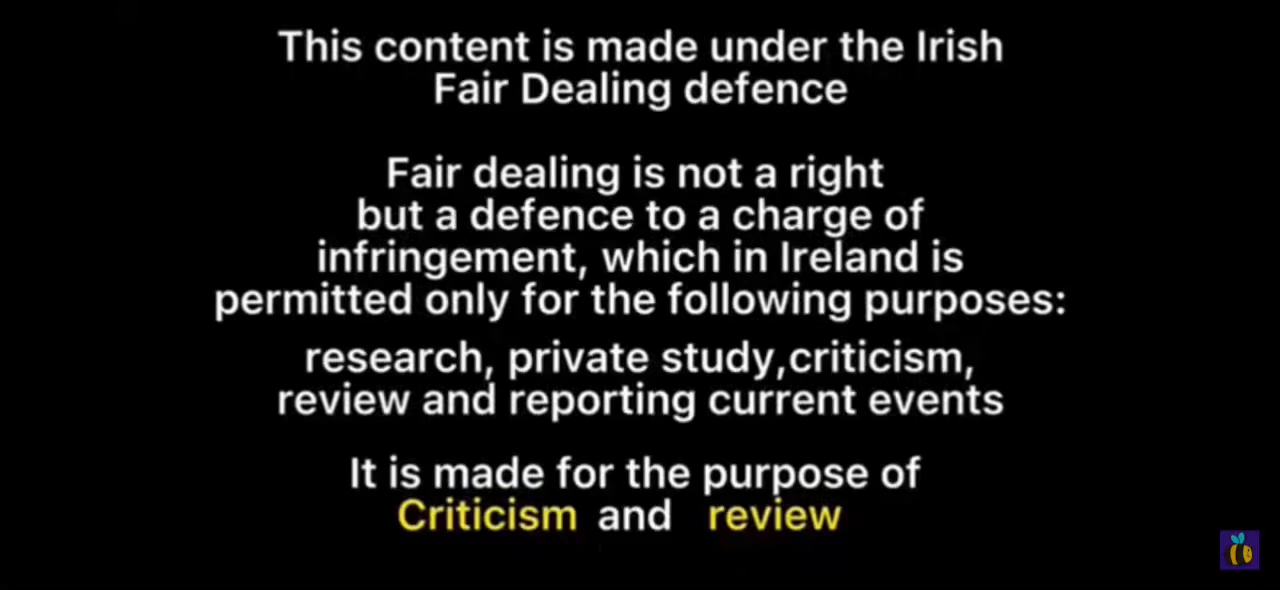 This content is made under the Irish
Fair Dealing defence
Fair dealing is not a right
but a defence to a charge of
infringement, which in Ireland is
permitted only for the following purposes:
research, private study,criticism,
review and reporting current events
It is made for the purpose of
Criticism and review